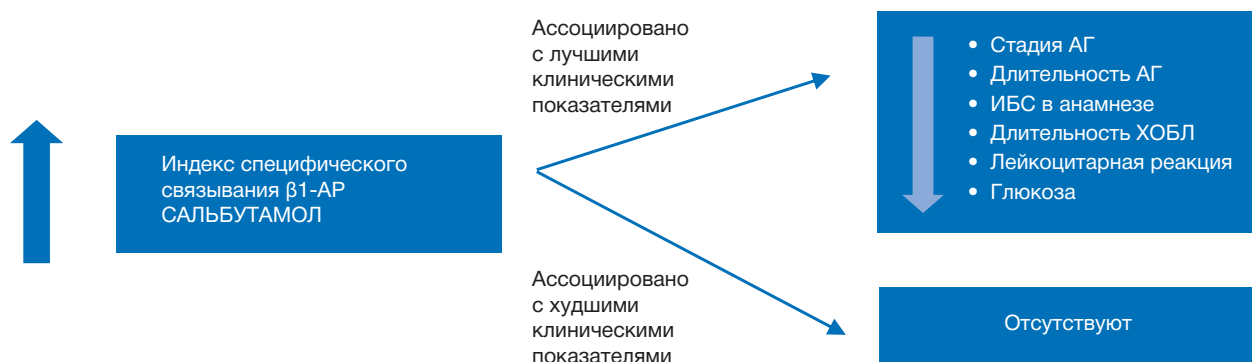 Ассоциировано
с лучшими
клиническими
показателями
• Стадия АГ
• Длительность АГ
• ИБС в анамнезе
• Длительность ХОБЛ
• Лейкоцитарная реакция
• Глюкоза
Индекс специфического
связывания β1-АР
САЛЬБУТАМОЛ
Ассоциировано
с худшими
клиническими
показателями
Отсутствуют